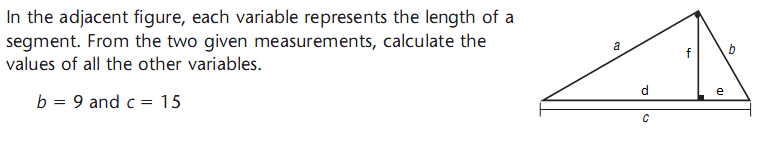 In the adjacent figure, each variable represents the length of a
segment. From the two given measurements, calculate the
values of all the other variables.
b = 9 and c = 15
a
f
b
d
e
c